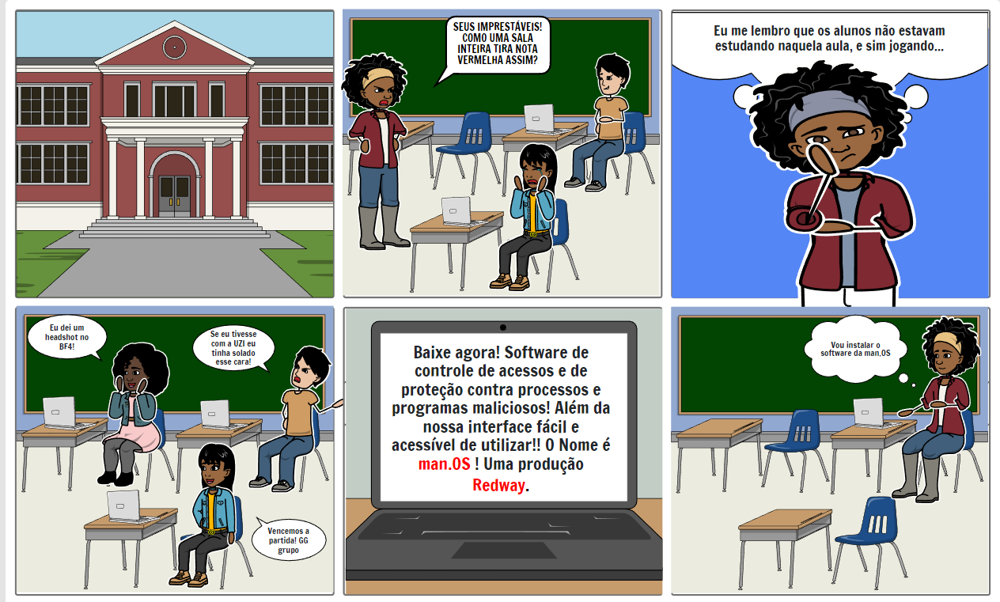 SEUS IMPRESTÁVEIS!
COMO UMA SALA
INTEIRA TIRA NOTA
VERMELHA ASSIM?
Eu me lembro que os alunos não estavam
estudando naquela aula, e sim jogando...
Eu dei um
headshot no
BF4!
Se eu tivesse
com a UZI eu
tinha solado
esse cara!
Vencemos a
partida! GG
grupo
Baixe agora! Software de
controle de acessos e de
proteção contra processos e
programas maliciosos! Além da
nossa interface fácil e
acessível de utilizar!! O Nome é
man.OS ! Uma produção
Redway.
Vou instalar o
software da man.OS